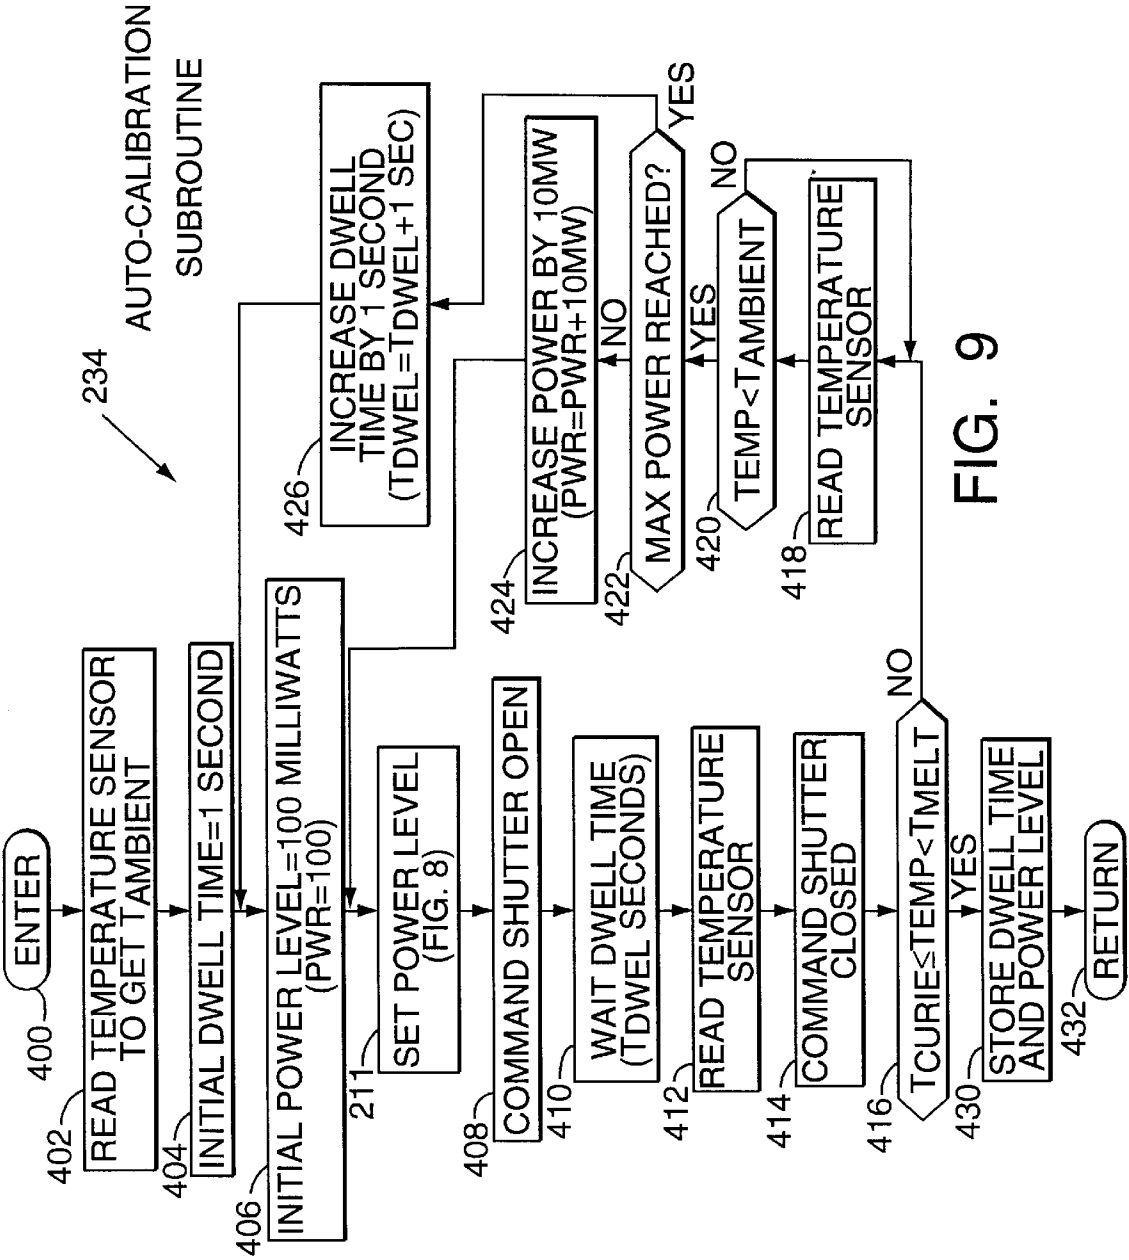 AUTO-CALIBRATION
SUBROUTINE
234
400
ENTER
402
READ TEMPERATURE SENSOR
TO GET TAMBIENT
404
INITIAL DWELL TIME=1 SECOND
406
INITIAL POWER LEVEL=100 MILLIWATTS
(PWR=100)
211
SET POWER LEVEL
(FIG. 8)
408
COMMAND SHUTTER OPEN
410
WAIT DWELL TIME
(TDWEL SECONDS)
412
READ TEMPERATURE
SENSOR
414
COMMAND SHUTTER
CLOSED
416
TCURIE≤TEMP<TMELT
NO
YES
430
STORE DWELL TIME
AND POWER LEVEL
432
RETURN
426
INCREASE DWELL
TIME BY 1 SECOND
(TDWEL=TDWEL+1 SEC)
424
INCREASE POWER BY 10MW
(PWR=PWR+10MW)
NO
422
MAX POWER REACHED?
YES
YES
420
TEMP<TAMBIENT
NO
418
READ TEMPERATURE
SENSOR
FIG. 9